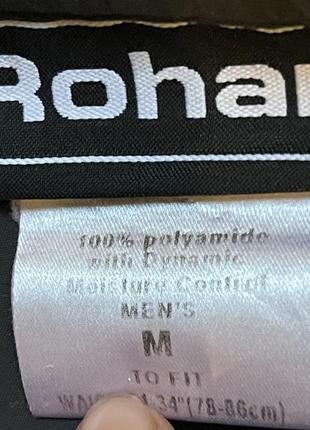 Rohan
100% polyamide
with Dynamic
Moisture Control
MEN'S
M
TO FIT
34" (78-86cm)